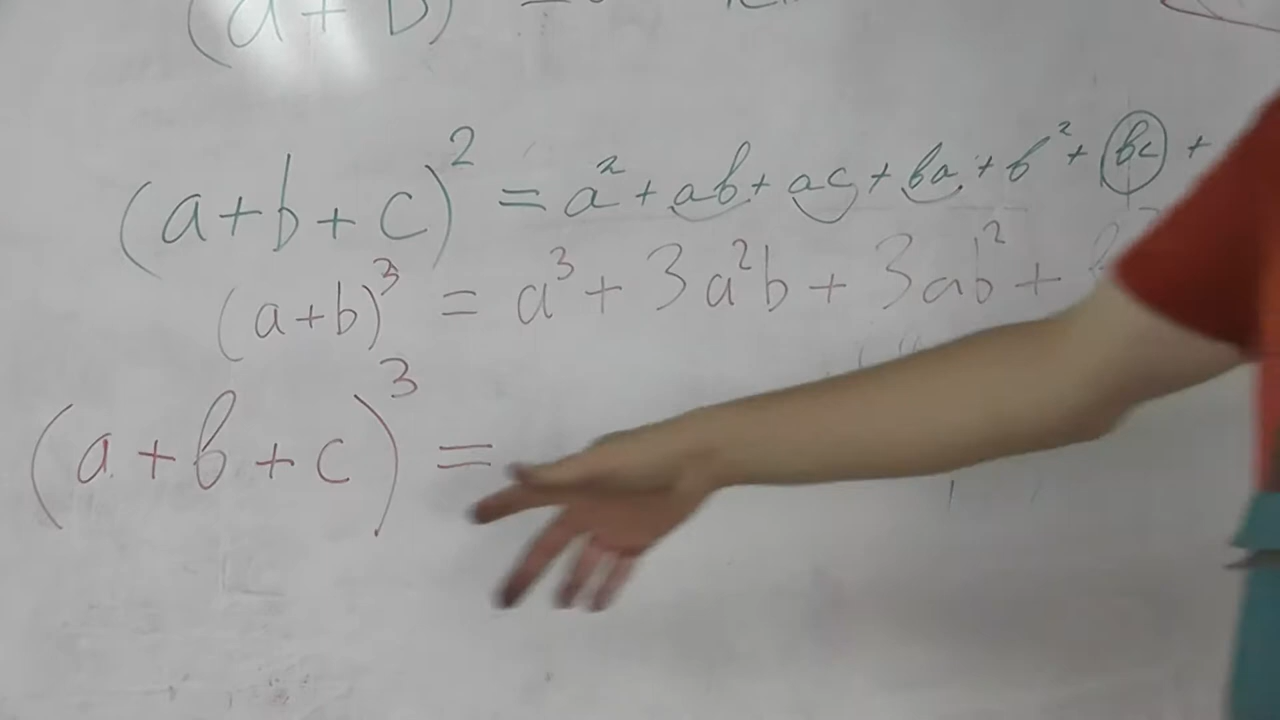 (a+b) =
(a+b+c)² = a² + ab + ac + ba + b² + bc +
(a+b)³ = a³ + 3a²b + 3ab² +
(a+b+c)³ =